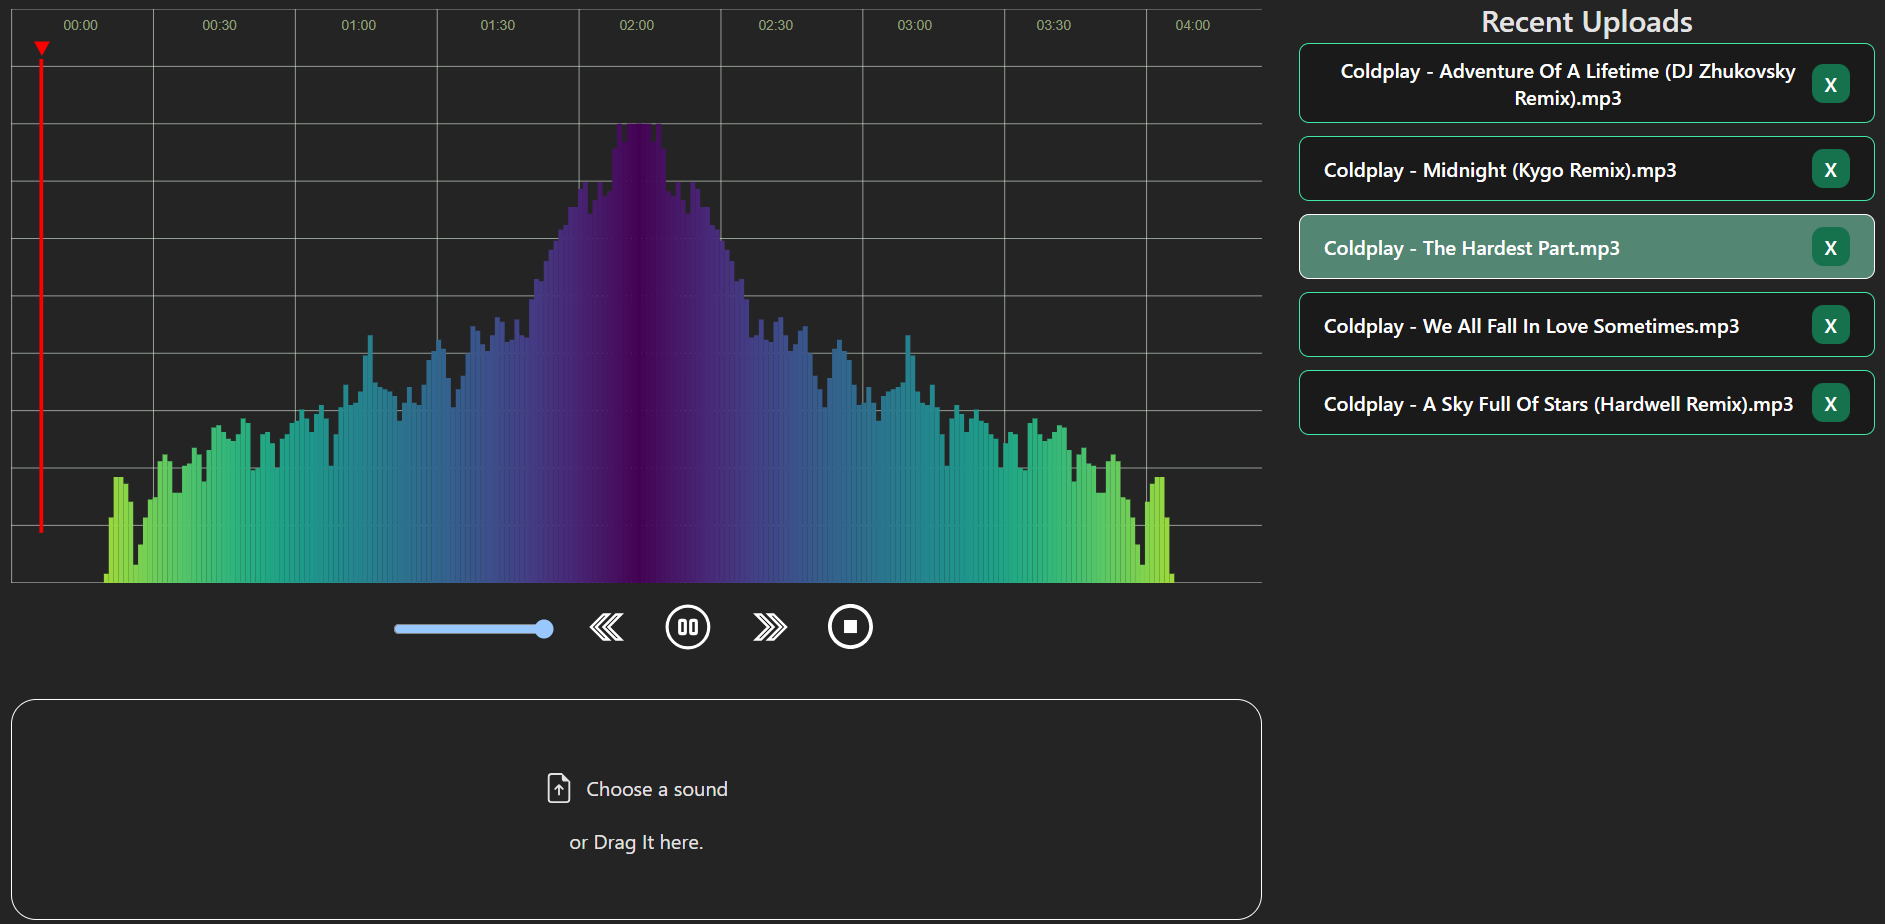 00:00 00:30 01:00 01:30 02:00 02:30 03:00 03:30 04:00
Choose a sound
or Drag It here.
Recent Uploads
Coldplay - Adventure Of A Lifetime (DJ Zhukovsky
Remix).mp3
X
Coldplay - Midnight (Kygo Remix).mp3
X
Coldplay - The Hardest Part.mp3
X
Coldplay - We All Fall In Love Sometimes.mp3
X
Coldplay - A Sky Full Of Stars (Hardwell Remix).mp3
X